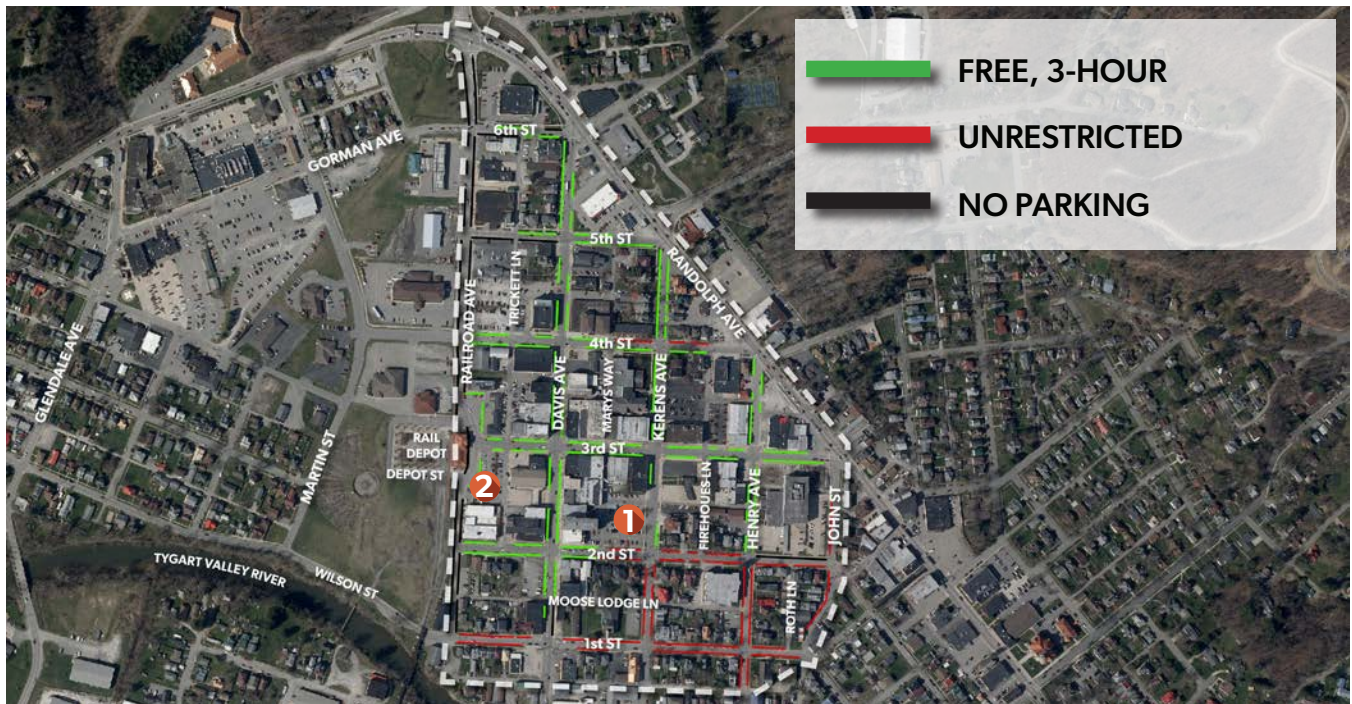 FREE, 3-HOUR
UNRESTRICTED
NO PARKING
6th ST
GORMAN AVE
5th ST
RANDOLPH AVE
TRICKETT LN
RAILROAD AVE
4th ST
GLENDALE AVE
DAVIS AVE
MARYS WAY
KERENS AVE
RAIL
DEPOT
3rd ST
DEPOT ST
MARTIN ST
2
1
FIREHOUES LN
HENRY AVE
JOHN ST
2nd ST
TYGART VALLEY RIVER
WILSON ST
MOOSE LODGE LN
ROTH LN
1st ST